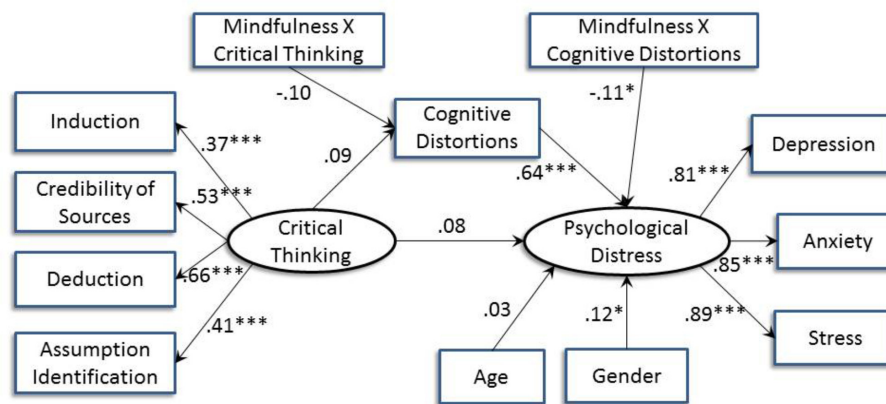 Mindfulness X
Critical Thinking
Mindfulness X
Cognitive Distortions
-.10
-.11*
Induction
Cognitive
Distortions
Depression
.37***
.09
.64***
.81***
Credibility of
Sources
.53***
Critical
Thinking
.08
Psychological
Distress
Anxiety
.85***
Deduction
.66***
.03
.12*
.89***
.41***
Assumption
Identification
Age
Gender
Stress